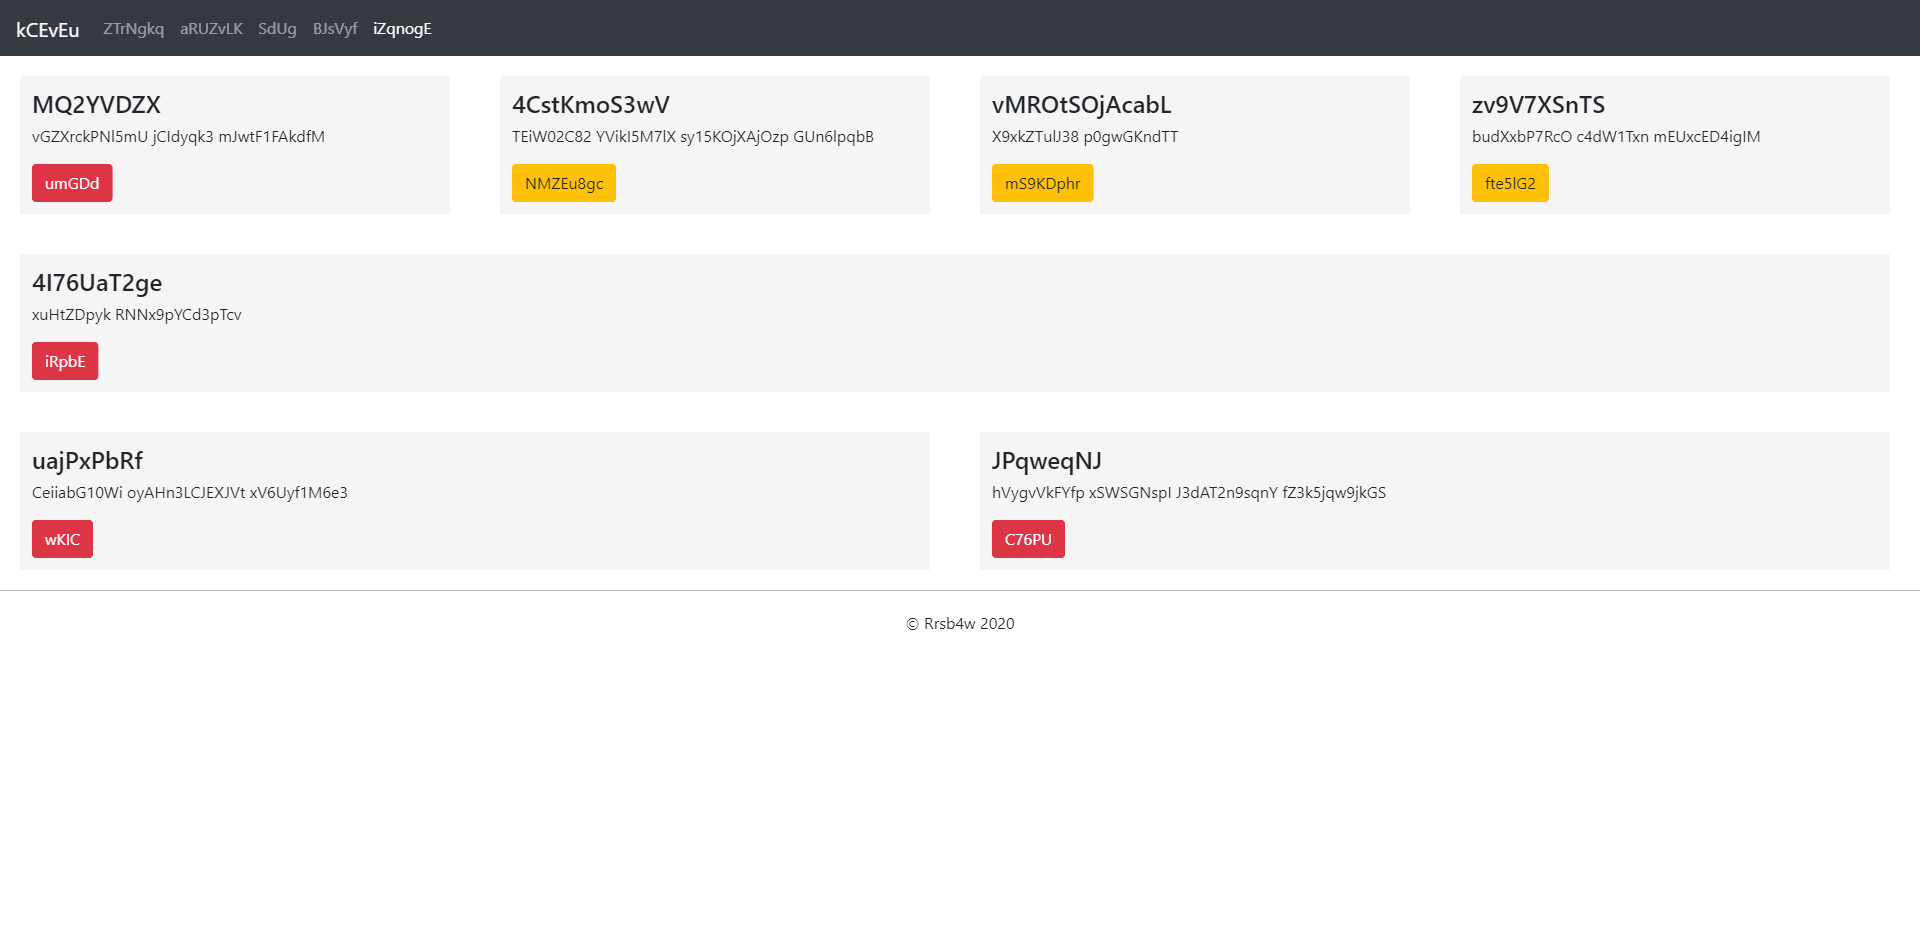 kCEvEu ZTrNgkq aRUZvLK SdUg BJsVyf iZqnogE
MQ2YVDZX
vGZXrckPNl5mU jCIdyqk3 mJwtF1FAkdfM
umGDd
4CstKmoS3wV
TEiW02C82 YVikI5M7lX sy15KOjXAjOzp GUn6lpqbB
NMZEu8gc
vMROtSOjAcabL
X9xkZTulJ38 p0gwGKndTT
mS9KDphr
zv9V7XSnTS
budXxbP7RcO c4dW1Txn mEUxcED4igIM
fte5lG2
4I76UaT2ge
xuHtZDpyk RNNx9pYCd3pTcv
iRpbE
uajPxPbRf
CeiiabG10Wi oyAHn3LCJEXJVt xV6Uyf1M6e3
wKIC
JPqweqNJ
hVygvVkFYfp xSWSGNspI J3dAT2n9sqnY fZ3k5jqw9jkGS
C76PU
© Rrsb4w 2020